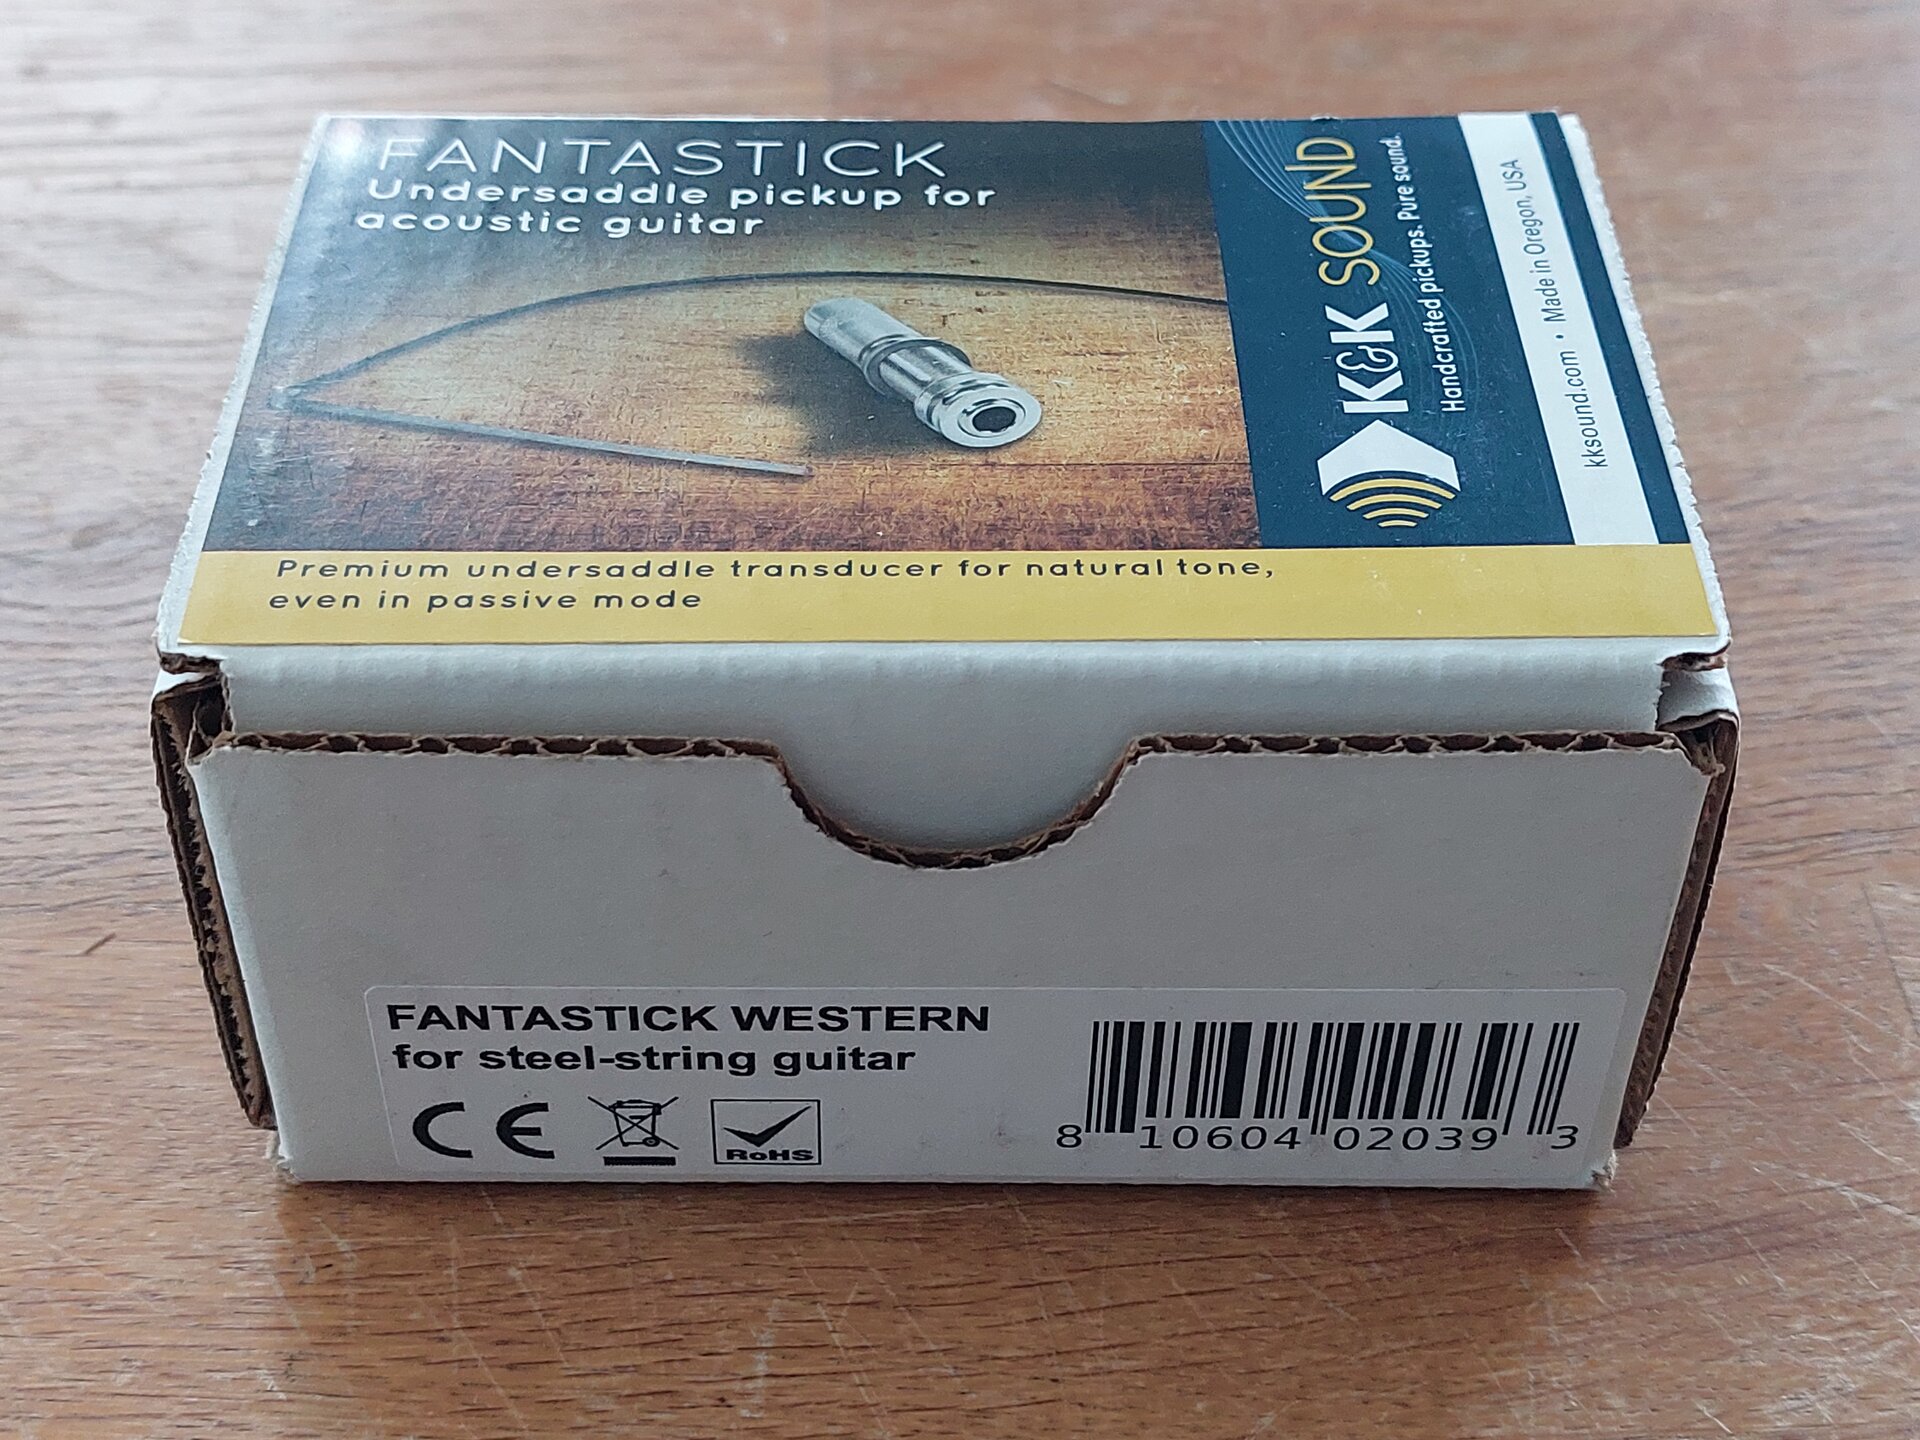 FANTASTICK
Undersaddle pickup for
acoustic guitar
K&K SOUND
Handcrafted pickups. Pure sound.
kksound.com • Made in Oregon, USA
Premium undersaddle transducer for natural tone,
even in passive mode
FANTASTICK WESTERN
for steel-string guitar
CE
RoHS
8 10604 02039 3